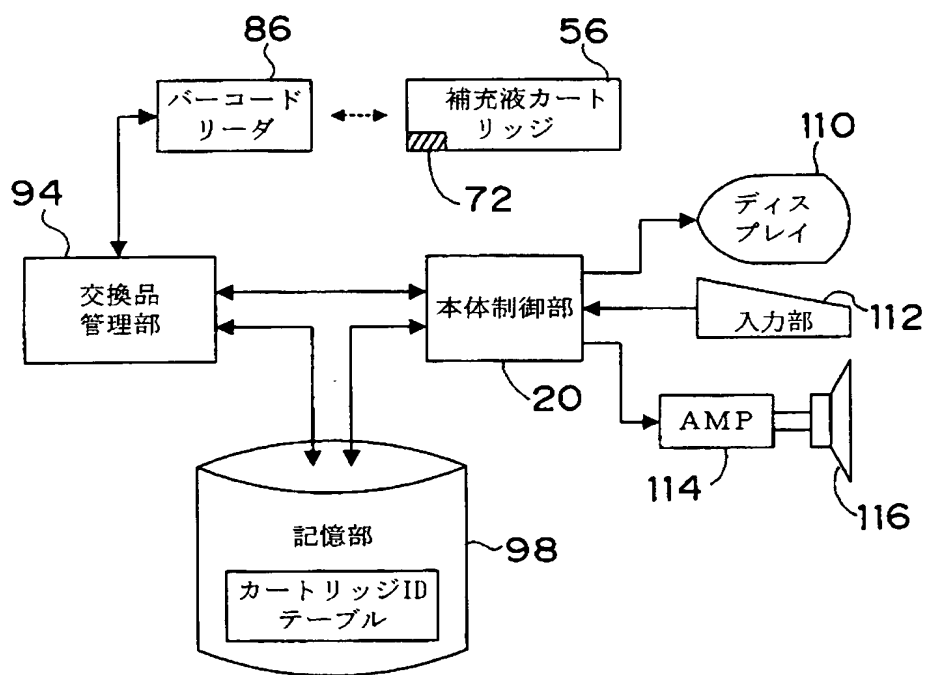 86
56
バーコード
リーダ
補充液カート
リッジ
72
110
ディス
プレイ
94
交換品
管理部
本体制御部
20
入力部
112
AMP
114
116
記憶部
98
カートリッジID
テーブル